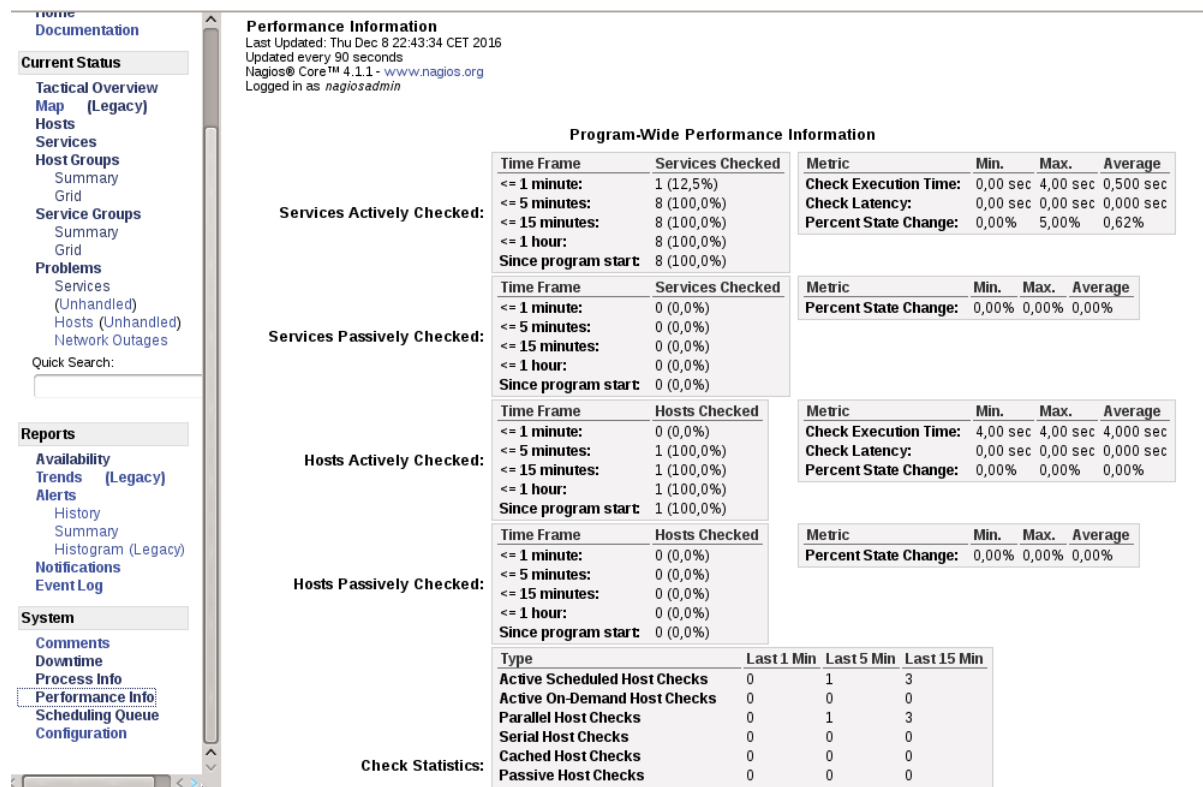 Home
Documentation
Current Status
Tactical Overview
Map (Legacy)
Hosts
Services
Host Groups
Summary
Grid
Service Groups
Summary
Grid
Problems
Services
(Unhandled)
Hosts (Unhandled)
Network Outages
Quick Search:
Reports
Availability
Trends (Legacy)
Alerts
History
Summary
Histogram (Legacy)
Notifications
Event Log
System
Comments
Downtime
Process Info
Performance Info
Scheduling Queue
Configuration
Performance Information
Last Updated: Thu Dec 8 22:43:34 CET 2016
Updated every 90 seconds
Nagios® Core™ 4.1.1 - www.nagios.org
Logged in as nagiosadmin
Program-Wide Performance Information
Services Actively Checked:
Time Frame Services Checked
<= 1 minute: 1 (12,5%)
<= 5 minutes: 8 (100,0%)
<= 15 minutes: 8 (100,0%)
<= 1 hour: 8 (100,0%)
Since program start: 8 (100,0%)
Metric Min. Max. Average
Check Execution Time: 0,00 sec 4,00 sec 0,500 sec
Check Latency: 0,00 sec 0,00 sec 0,000 sec
Percent State Change: 0,00% 5,00% 0,62%
Services Passively Checked:
Time Frame Services Checked
<= 1 minute: 0 (0,0%)
<= 5 minutes: 0 (0,0%)
<= 15 minutes: 0 (0,0%)
<= 1 hour: 0 (0,0%)
Since program start: 0 (0,0%)
Metric Min. Max. Average
Percent State Change: 0,00% 0,00% 0,00%
Hosts Actively Checked:
Time Frame Hosts Checked
<= 1 minute: 0 (0,0%)
<= 5 minutes: 1 (100,0%)
<= 15 minutes: 1 (100,0%)
<= 1 hour: 1 (100,0%)
Since program start: 1 (100,0%)
Metric Min. Max. Average
Check Execution Time: 4,00 sec 4,00 sec 4,000 sec
Check Latency: 0,00 sec 0,00 sec 0,000 sec
Percent State Change: 0,00% 0,00% 0,00%
Hosts Passively Checked:
Time Frame Hosts Checked
<= 1 minute: 0 (0,0%)
<= 5 minutes: 0 (0,0%)
<= 15 minutes: 0 (0,0%)
<= 1 hour: 0 (0,0%)
Since program start: 0 (0,0%)
Metric Min. Max. Average
Percent State Change: 0,00% 0,00% 0,00%
Check Statistics:
Type Last 1 Min Last 5 Min Last 15 Min
Active Scheduled Host Checks 0 1 3
Active On-Demand Host Checks 0 0 0
Parallel Host Checks 0 1 3
Serial Host Checks 0 0 0
Cached Host Checks 0 0 0
Passive Host Checks 0 0 0